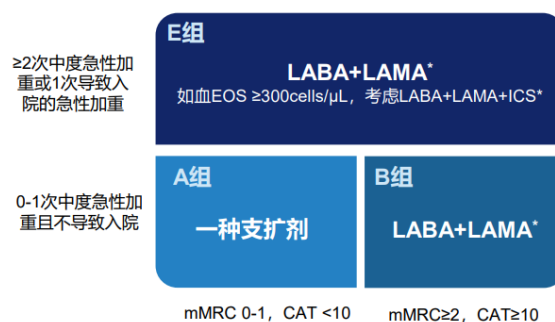 E组
≥2次中度急性加
重或1次导致入
院的急性加重
LABA+LAMA*
如血EOS ≥300cells/μL，考虑LABA+LAMA+ICS*
A组
B组
0-1次中度急性加
重且不导致入院
一种支扩剂
LABA+LAMA*
mMRC 0-1，CAT <10
mMRC≥2，CAT≥10